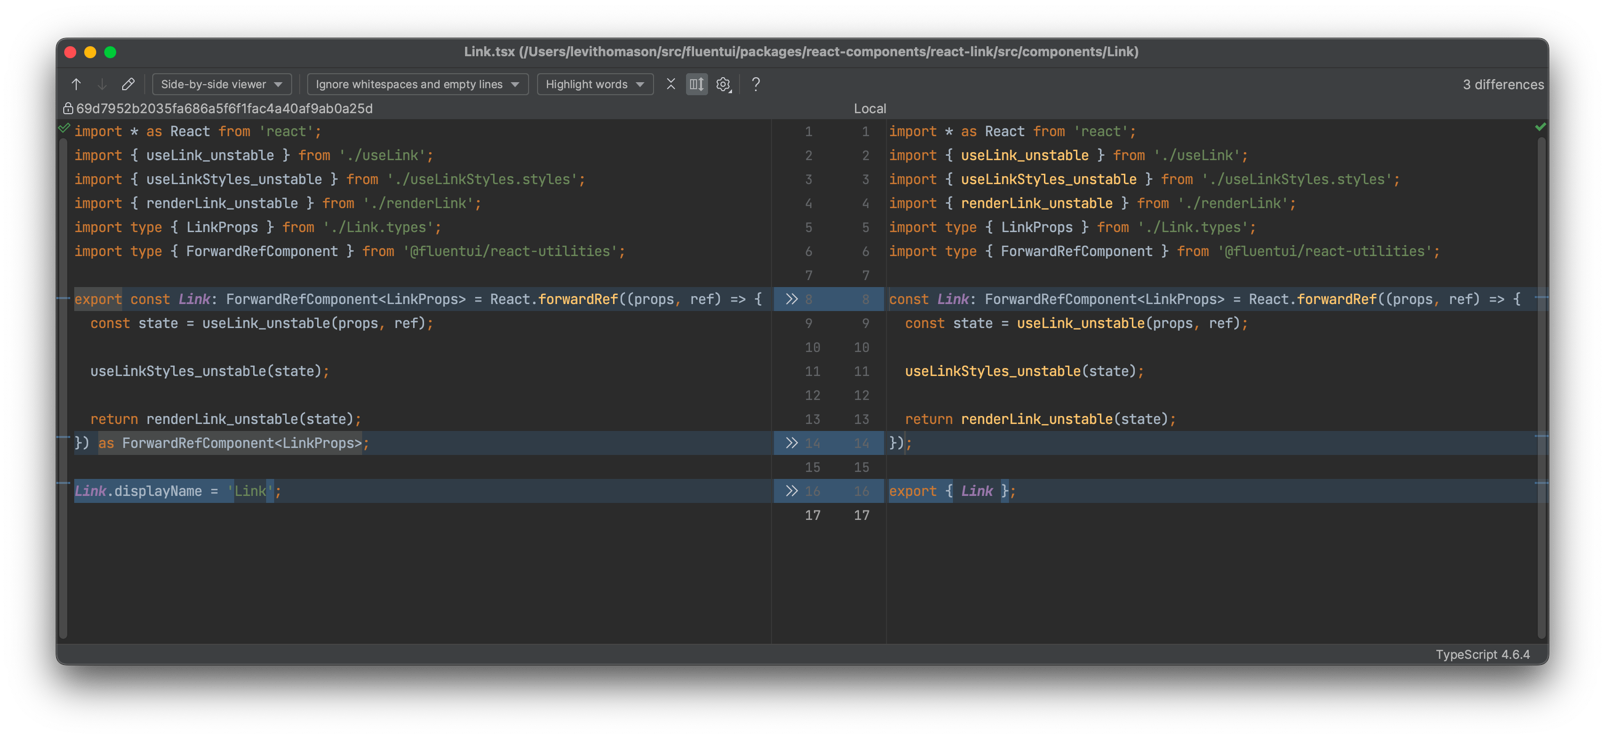 Link.tsx (/Users/levithomason/src/fluentui/packages/react-components/react-link/src/components/Link)
Side-by-side viewer Ignore whitespaces and empty lines Highlight words ? 3 differences
69d7952b2035fa686a5f6f1fac4a40af9ab0a25d Local
import * as React from 'react'; 1 1 import * as React from 'react';
import { useLink_unstable } from './useLink'; 2 2 import { useLink_unstable } from './useLink';
import { useLinkStyles_unstable } from './useLinkStyles.styles'; 3 3 import { useLinkStyles_unstable } from './useLinkStyles.styles';
import { renderLink_unstable } from './renderLink'; 4 4 import { renderLink_unstable } from './renderLink';
import type { LinkProps } from './Link.types'; 5 5 import type { LinkProps } from './Link.types';
import type { ForwardRefComponent } from '@fluentui/react-utilities'; 6 6 import type { ForwardRefComponent } from '@fluentui/react-utilities';
7 7
export const Link: ForwardRefComponent<LinkProps> = React.forwardRef((props, ref) => { 8 8 const Link: ForwardRefComponent<LinkProps> = React.forwardRef((props, ref) => {
const state = useLink_unstable(props, ref); 9 9 const state = useLink_unstable(props, ref);
10 10
useLinkStyles_unstable(state); 11 11 useLinkStyles_unstable(state);
12 12
return renderLink_unstable(state); 13 13 return renderLink_unstable(state);
}) as ForwardRefComponent<LinkProps>; 14 14 });
15 15
Link.displayName = 'Link'; 16 16 export { Link };
17 17
TypeScript 4.6.4